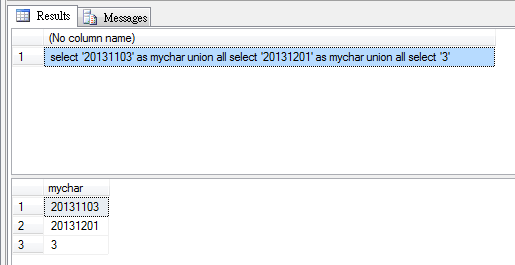 Results Messages
(No column name)
1 select '20131103' as mychar union all select '20131201' as mychar union all select '3'
mychar
1 20131103
2 20131201
3 3